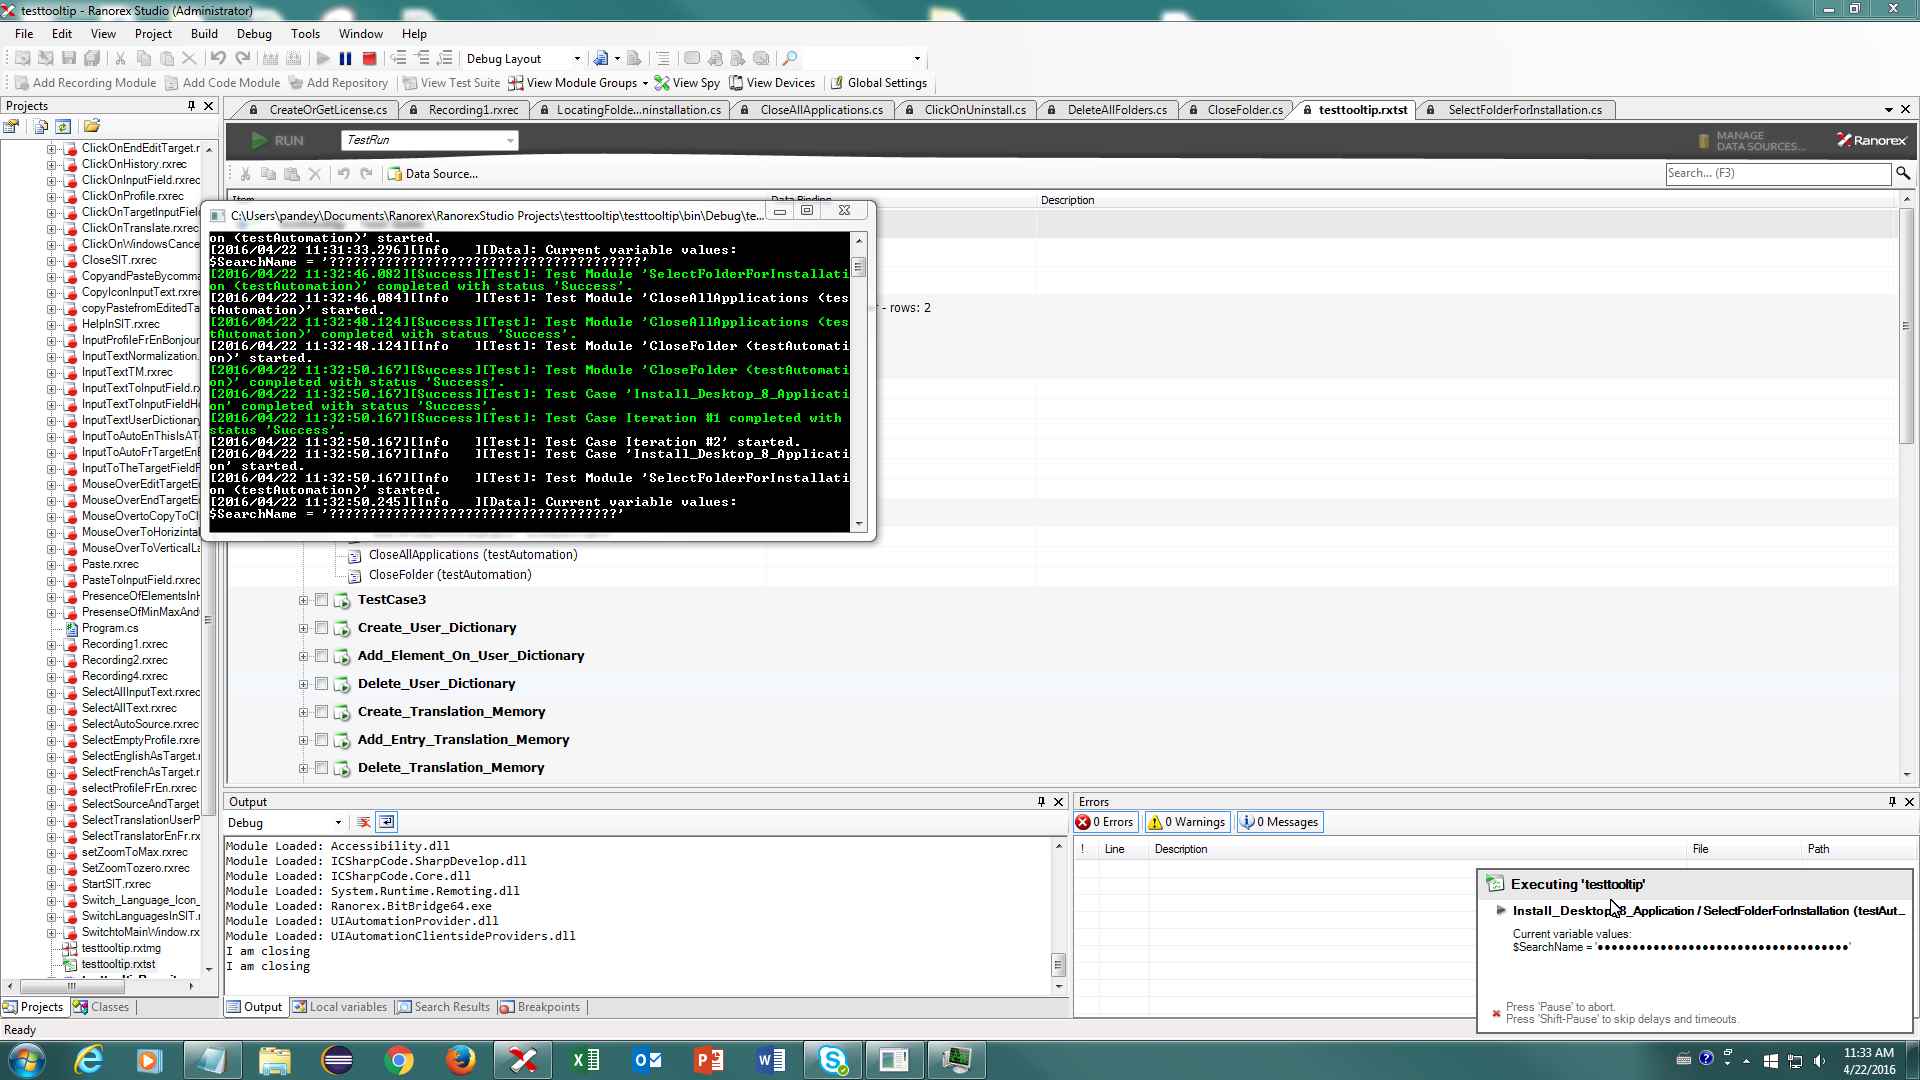 testtooltip - Ranorex Studio (Administrator)
File Edit View Project Build Debug Tools Window Help
Debug Layout
Add Recording Module Add Code Module Add Repository View Test Suite View Module Groups View Spy View Devices Global Settings
Projects
CreateOrGetLicense.cs Recording1.rxrec LocatingFolde...ninstallation.cs CloseAllApplications.cs ClickOnUninstall.cs DeleteAllFolders.cs CloseFolder.cs testtooltip.rxtst SelectFolderForInstallation.cs
RUN TestRun MANAGE DATA SOURCES... Ranorex
Data Source... Search... (F3)
Description
ClickOnEndEditTarget.r
ClickOnHistory.rxrec
ClickOnInputField.rxrec
ClickOnProfile.rxrec
ClickOnTargetInputField
ClickOnTranslate.rxrec
ClickOnWindowsCance
CloseSIT.rxrec
CopyandPasteBycomma
CopyIconInputText.rxrec
copyPastefromEditedTa
HelpInSIT.rxrec
InputProfileFrEnBonjour
InputTextNormalization.
InputTextTM.rxrec
InputTextToInputField.rx
InputTextToInputFieldHe
InputTextUserDictionary
InputToAutoEnThisIsAT
InputToAutoFrTargetEnB
InputToTheTargetFieldF
MouseOverEditTargetE
MouseOverEndTargetE
MouseOvertoCopyToCl
MouseOverToHorizintal
MouseOverToVerticalLa
Paste.rxrec
PasteToInputField.rxrec
PresenceOfElementsInH
PresenseOfMinMaxAnd
Program.cs
Recording1.rxrec
Recording2.rxrec
Recording4.rxrec
SelectAllInputText.rxrec
SelectAllText.rxrec
SelectAutoSource.rxrec
SelectEmptyProfile.rxre
SelectEnglishAsTarget.r
SelectFrenchAsTarget.r
selectProfileFrEn.rxrec
SelectSourceAndTarget
SelectTranslationUserP
SelectTranslatorEnFr.rx
setZoomToMax.rxrec
SetZoomTozero.rxrec
StartSIT.rxrec
Switch_Language_Icon_
SwitchLanguagesInSIT.r
SwitchtoMainWindow.rx
testtooltip.rxtmg
testtooltip.rxtst
Projects Classes
C:\Users\pandey\Documents\Ranorex\RanorexStudio Projects\testtooltip\testtooltip\bin\Debug\te...
on (testAutomation)' started.
[2016/04/22 11:31:33.296][Info   ][Data]: Current variable values:
$SearchName = '???????????????????????????????????????'
[2016/04/22 11:32:46.082][Success][Test]: Test Module 'SelectFolderForInstallati
on (testAutomation)' completed with status 'Success'.
[2016/04/22 11:32:46.084][Info   ][Test]: Test Module 'CloseAllApplications (tes
tAutomation)' started.
[2016/04/22 11:32:48.124][Success][Test]: Test Module 'CloseAllApplications (tes
tAutomation)' completed with status 'Success'.
[2016/04/22 11:32:48.124][Info   ][Test]: Test Module 'CloseFolder (testAutomati
on)' started.
[2016/04/22 11:32:50.167][Success][Test]: Test Module 'CloseFolder (testAutomati
on)' completed with status 'Success'.
[2016/04/22 11:32:50.167][Success][Test]: Test Case 'Install_Desktop_8_Applicati
on' completed with status 'Success'.
[2016/04/22 11:32:50.167][Success][Test]: Test Case Iteration #1 completed with
status 'Success'.
[2016/04/22 11:32:50.167][Info   ][Test]: Test Case Iteration #2' started.
[2016/04/22 11:32:50.167][Info   ][Test]: Test Case 'Install_Desktop_8_Applicati
on' started.
[2016/04/22 11:32:50.167][Info   ][Test]: Test Module 'SelectFolderForInstallati
on (testAutomation)' started.
[2016/04/22 11:32:50.245][Info   ][Data]: Current variable values:
$SearchName = '????????????????????????????????????'
- rows: 2
CloseAllApplications (testAutomation)
CloseFolder (testAutomation)
TestCase3
Create_User_Dictionary
Add_Element_On_User_Dictionary
Delete_User_Dictionary
Create_Translation_Memory
Add_Entry_Translation_Memory
Delete_Translation_Memory
Output
Debug
Module Loaded: Accessibility.dll
Module Loaded: ICSharpCode.SharpDevelop.dll
Module Loaded: ICSharpCode.Core.dll
Module Loaded: System.Runtime.Remoting.dll
Module Loaded: Ranorex.BitBridge64.exe
Module Loaded: UIAutomationProvider.dll
Module Loaded: UIAutomationClientsideProviders.dll
I am closing
I am closing
Output Local variables Search Results Breakpoints
Errors
0 Errors 0 Warnings 0 Messages
! Line Description File Path
Executing 'testtooltip'
Install_Desktop_8_Application / SelectFolderForInstallation (testAut...
Current variable values:
$SearchName = '••••••••••••••••••••••••••••••••••••'
Press 'Pause' to abort.
Press 'Shift-Pause' to skip delays and timeouts.
Ready
11:33 AM
4/22/2016